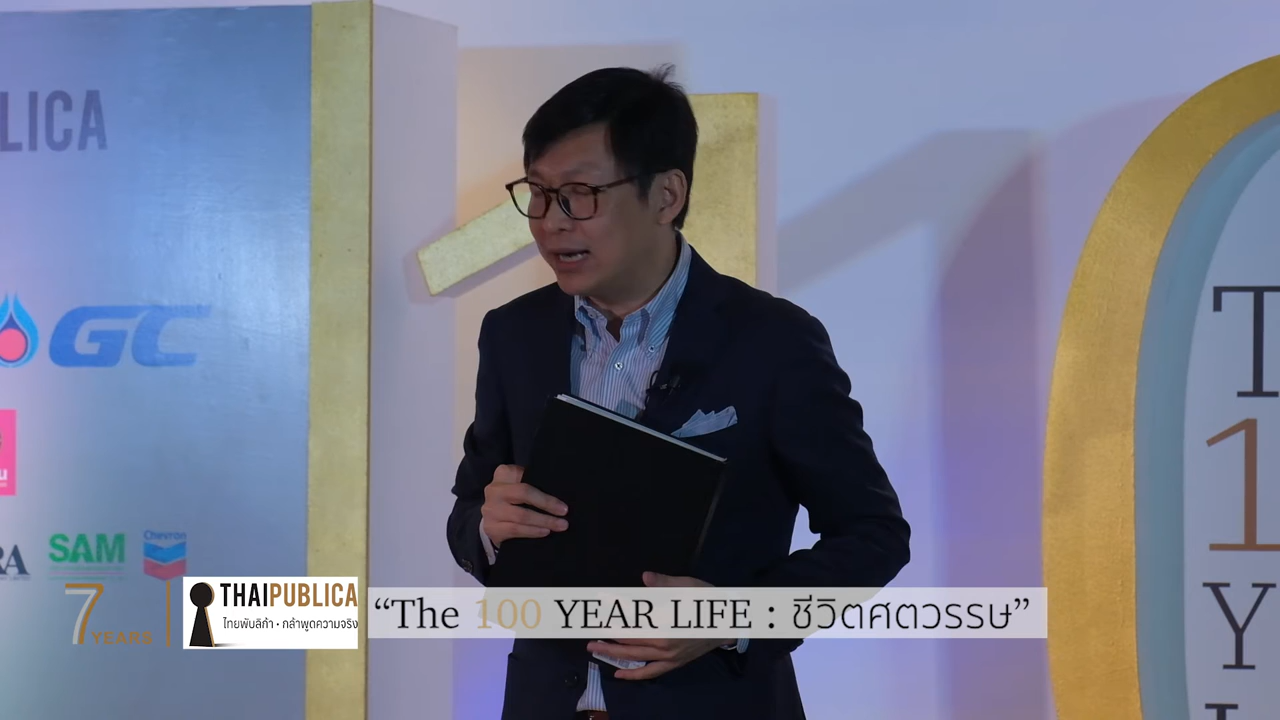 LICA
GC
RA
SAM
Chevron
7 YEARS
THAIPUBLICA
ไทยพับลิก้า • กล้าพูดความจริง
“The 100 YEAR LIFE : ชีวิตศตวรรษ”
T
1
Y